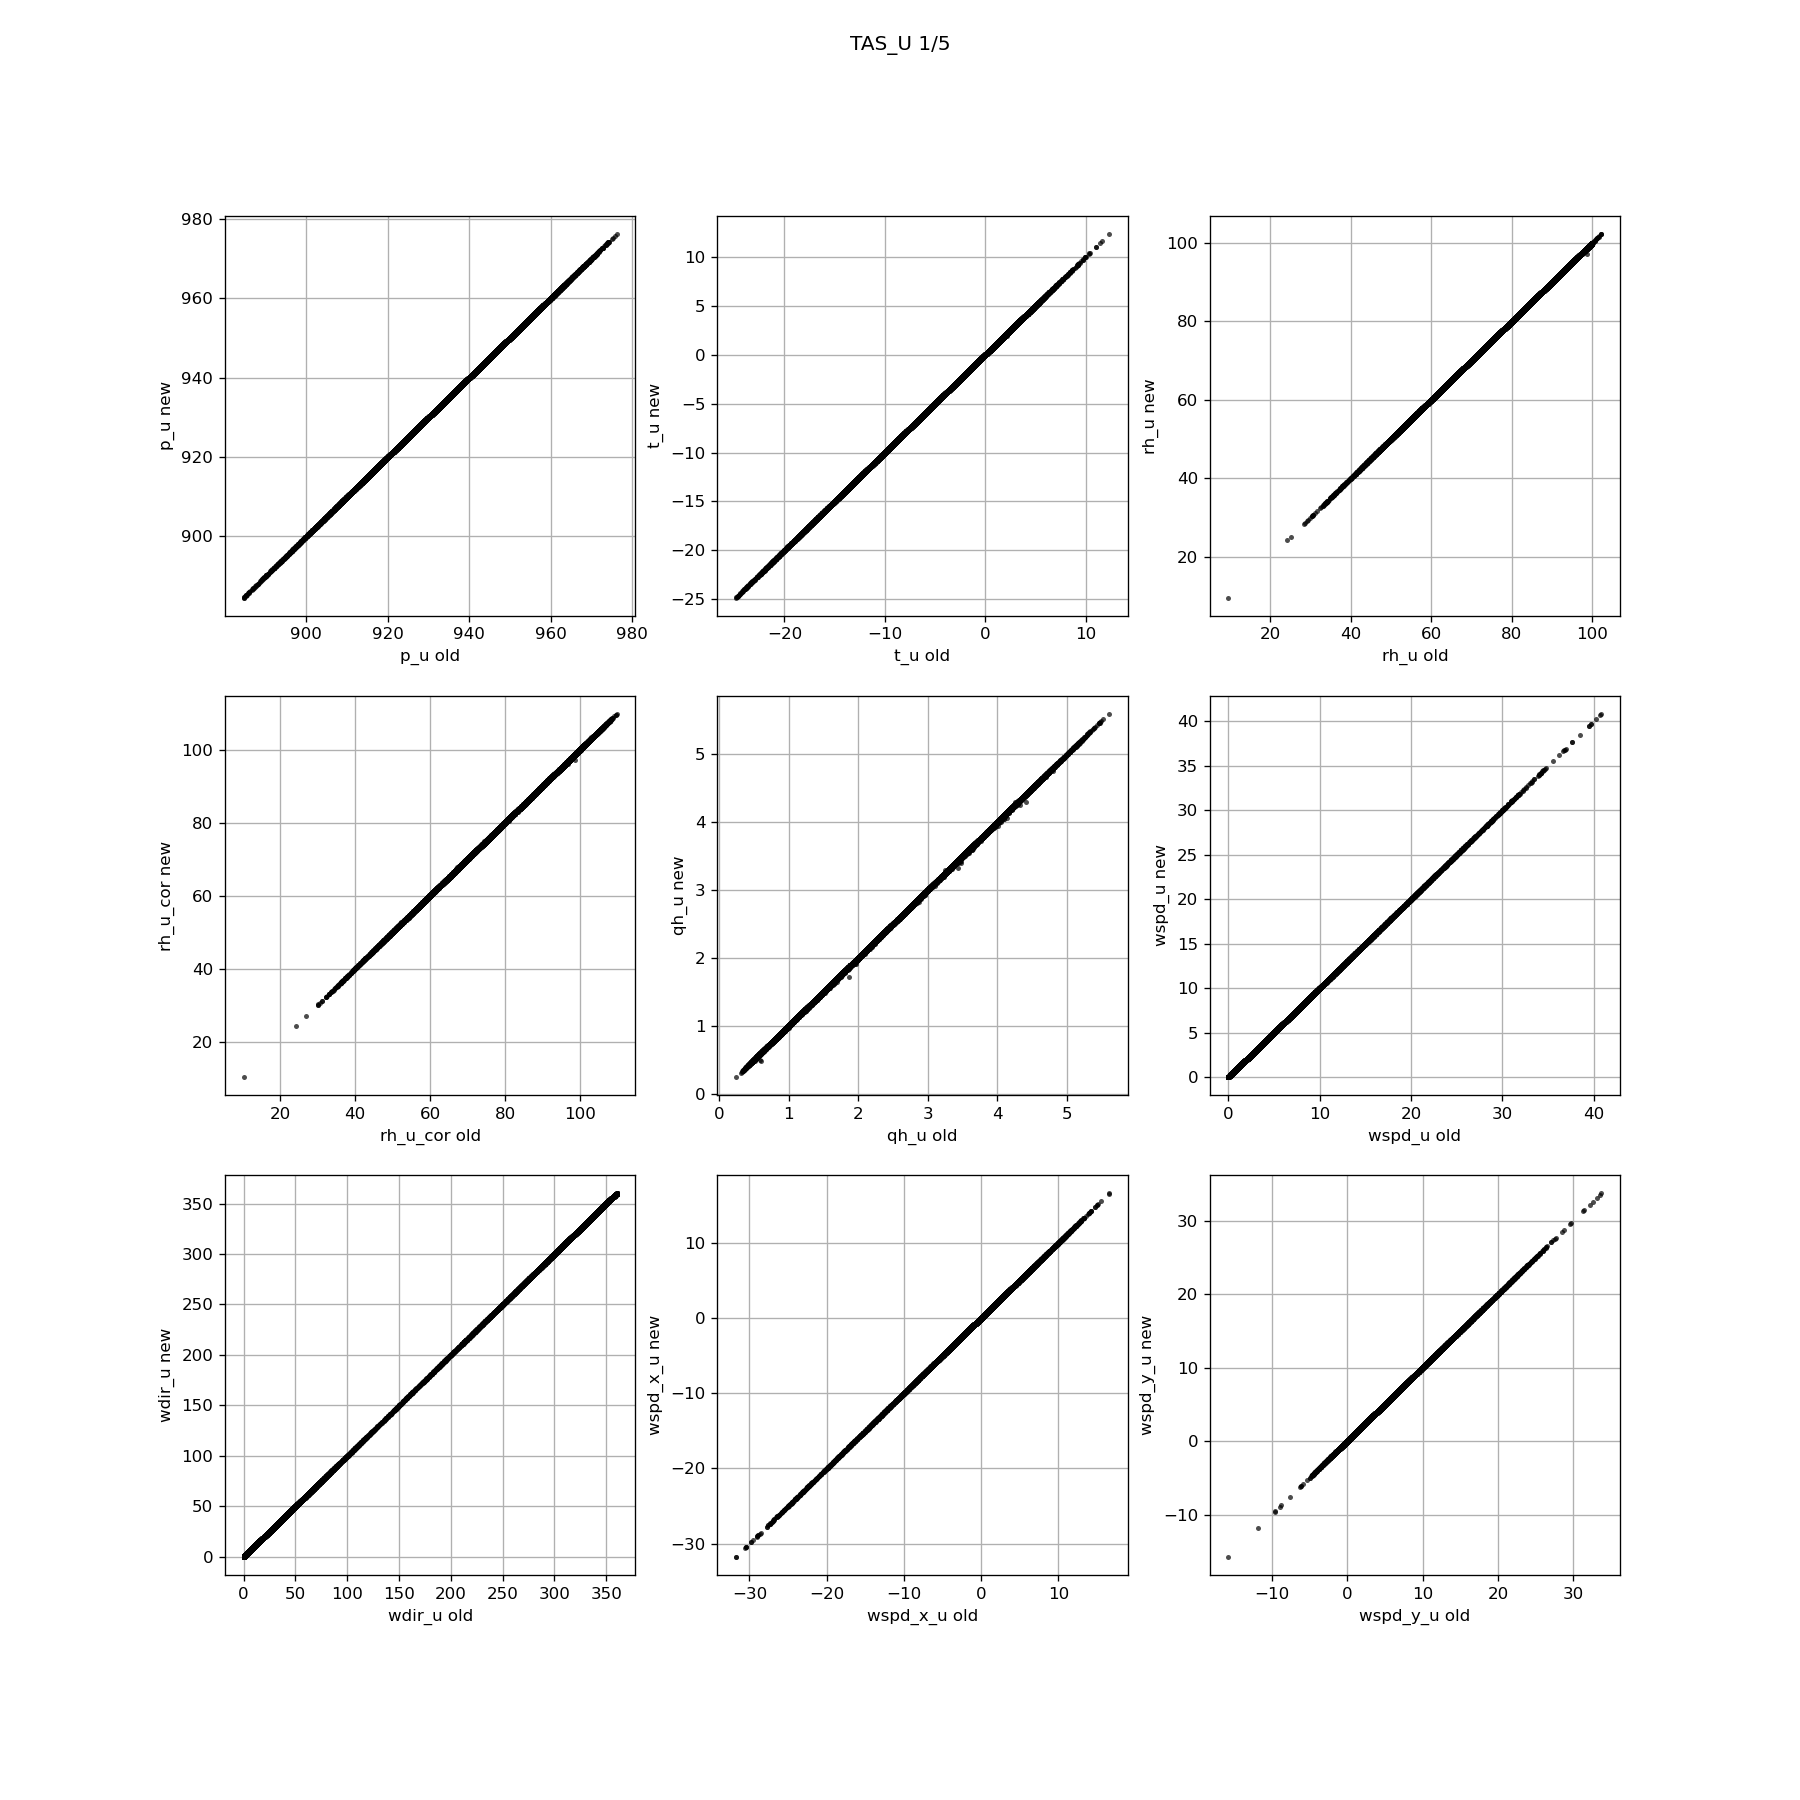 TAS_U 1/5
980
960
940
920
900
p_u new
900 920 940 960 980
p_u old
10
5
0
−5
−10
−15
−20
−25
t_u new
−20 −10 0 10
t_u old
100
80
60
40
20
rh_u new
20 40 60 80 100
rh_u old
100
80
60
40
20
rh_u_cor new
20 40 60 80 100
rh_u_cor old
5
4
3
2
1
0
qh_u new
0 1 2 3 4 5
qh_u old
40
35
30
25
20
15
10
5
0
wspd_u new
0 10 20 30 40
wspd_u old
350
300
250
200
150
100
50
0
wdir_u new
0 50 100 150 200 250 300 350
wdir_u old
10
0
−10
−20
−30
wspd_x_u new
−30 −20 −10 0 10
wspd_x_u old
30
20
10
0
−10
wspd_y_u new
−10 0 10 20 30
wspd_y_u old